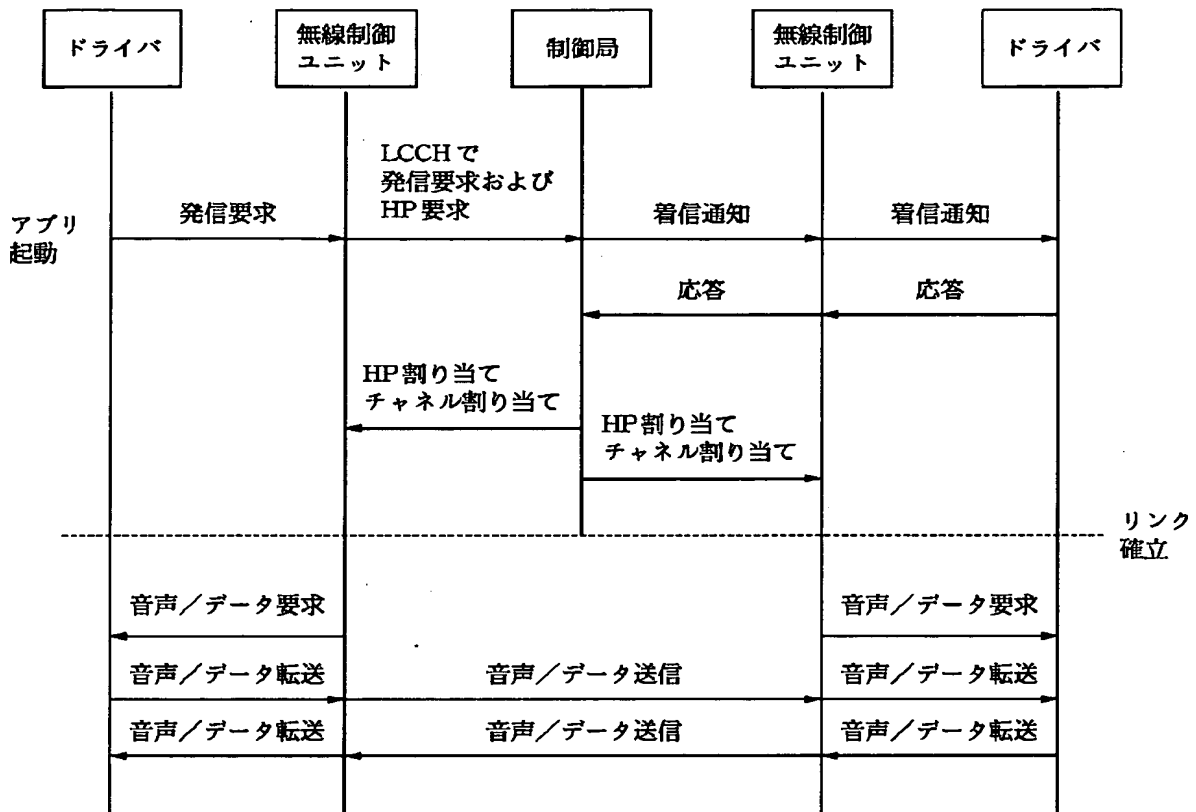 ドライバ
無線制御
ユニット
制御局
無線制御
ユニット
ドライバ
アプリ
起動
発信要求
LCCHで
発信要求および
HP要求
着信通知
着信通知
応答
応答
HP割り当て
チャネル割り当て
HP割り当て
チャネル割り当て
リンク
確立
音声/データ要求
音声/データ要求
音声/データ転送
音声/データ送信
音声/データ転送
音声/データ転送
音声/データ送信
音声/データ転送